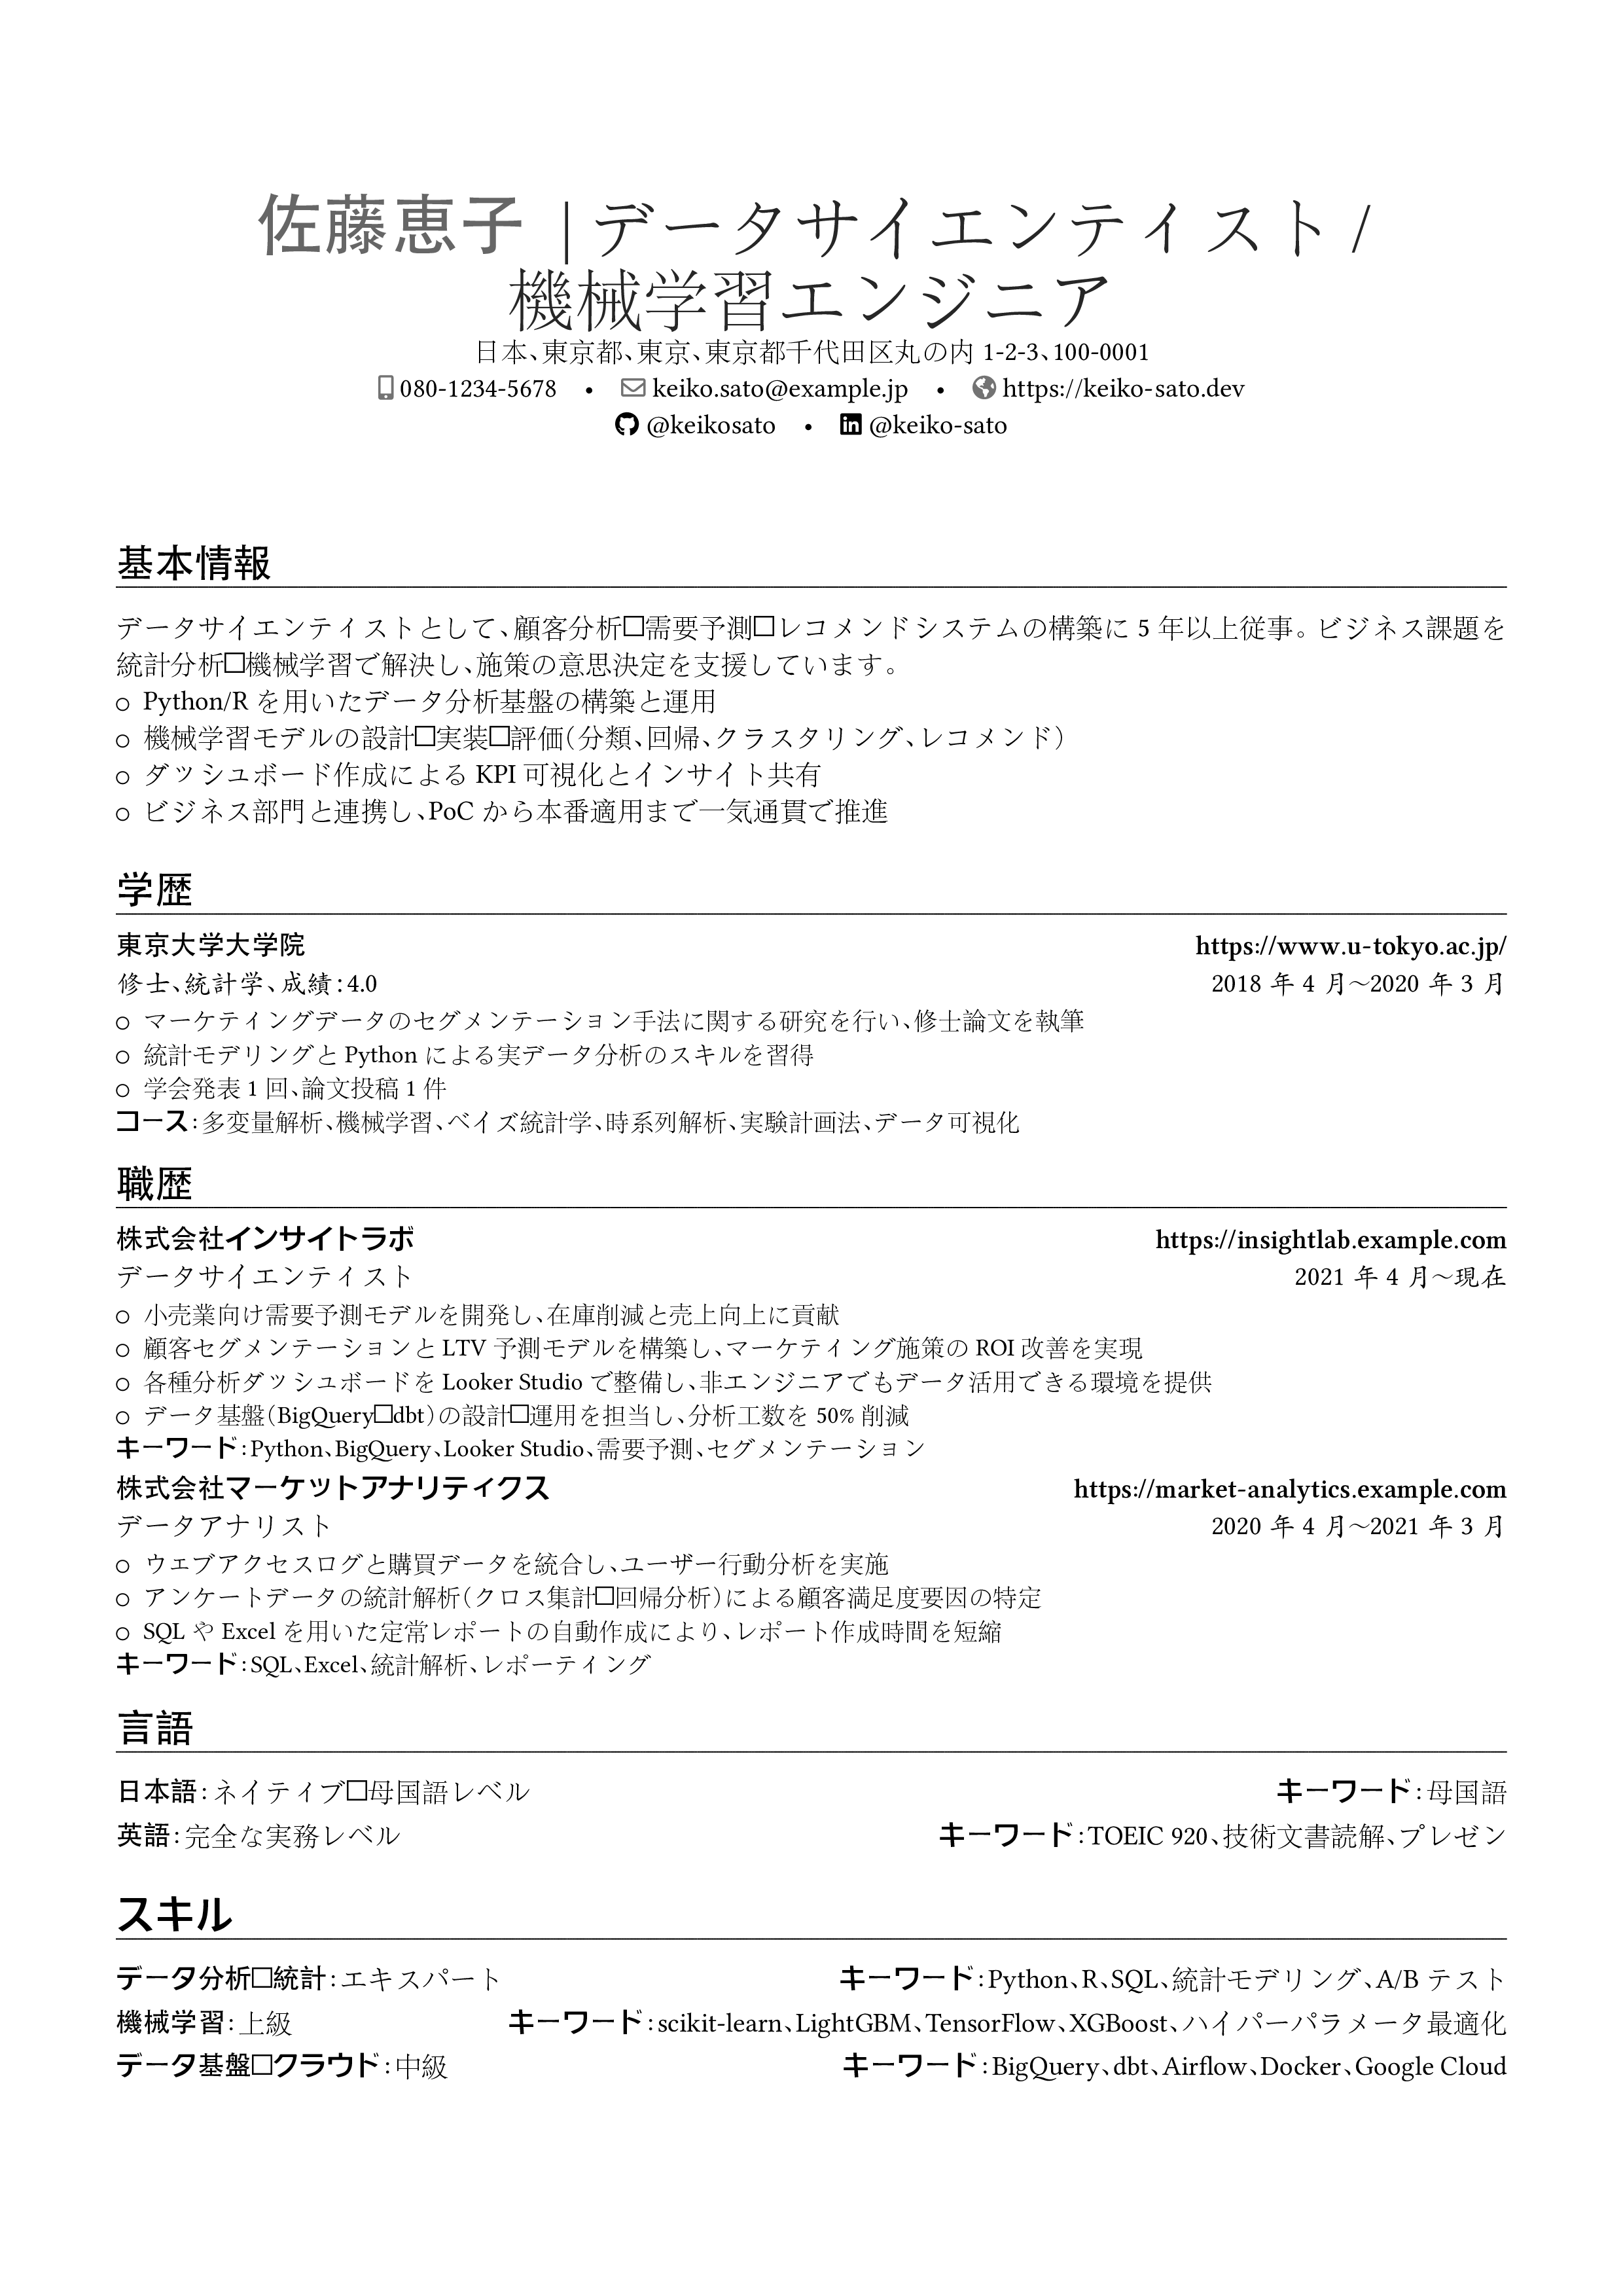 佐藤恵子 | データサイエンティスト /
機械学習エンジニア
日本、東京都、東京、東京都千代田区丸の内 1-2-3、100-0001
080-1234-5678 • keiko.sato@example.jp • https://keiko-sato.dev
@keikosato • @keiko-sato
基本情報
データサイエンティストとして、顧客分析□需要予測□レコメンドシステムの構築に 5 年以上従事。ビジネス課題を
統計分析□機械学習で解決し、施策の意思決定を支援しています。
○ Python/R を用いたデータ分析基盤の構築と運用
○ 機械学習モデルの設計□実装□評価（分類、回帰、クラスタリング、レコメンド）
○ ダッシュボード作成による KPI 可視化とインサイト共有
○ ビジネス部門と連携し、PoC から本番適用まで一気通貫で推進
学歴
東京大学大学院 https://www.u-tokyo.ac.jp/
修士、統計学、成績：4.0 2018 年 4 月～2020 年 3 月
○ マーケティングデータのセグメンテーション手法に関する研究を行い、修士論文を執筆
○ 統計モデリングと Python による実データ分析のスキルを習得
○ 学会発表 1 回、論文投稿 1 件
コース：多変量解析、機械学習、ベイズ統計学、時系列解析、実験計画法、データ可視化
職歴
株式会社インサイトラボ https://insightlab.example.com
データサイエンティスト 2021 年 4 月～現在
○ 小売業向け需要予測モデルを開発し、在庫削減と売上向上に貢献
○ 顧客セグメンテーションと LTV 予測モデルを構築し、マーケティング施策の ROI 改善を実現
○ 各種分析ダッシュボードを Looker Studio で整備し、非エンジニアでもデータ活用できる環境を提供
○ データ基盤（BigQuery□dbt）の設計□運用を担当し、分析工数を 50% 削減
キーワード：Python、BigQuery、Looker Studio、需要予測、セグメンテーション
株式会社マーケットアナリティクス https://market-analytics.example.com
データアナリスト 2020 年 4 月～2021 年 3 月
○ ウェブアクセスログと購買データを統合し、ユーザー行動分析を実施
○ アンケートデータの統計解析（クロス集計□回帰分析）による顧客満足度要因の特定
○ SQL や Excel を用いた定常レポートの自動作成により、レポート作成時間を短縮
キーワード：SQL、Excel、統計解析、レポーティング
言語
日本語：ネイティブ□母国語レベル キーワード：母国語
英語：完全な実務レベル キーワード：TOEIC 920、技術文書読解、プレゼン
スキル
データ分析□統計：エキスパート キーワード：Python、R、SQL、統計モデリング、A/B テスト
機械学習：上級 キーワード：scikit-learn、LightGBM、TensorFlow、XGBoost、ハイパーパラメータ最適化
データ基盤□クラウド：中級 キーワード：BigQuery、dbt、Airflow、Docker、Google Cloud